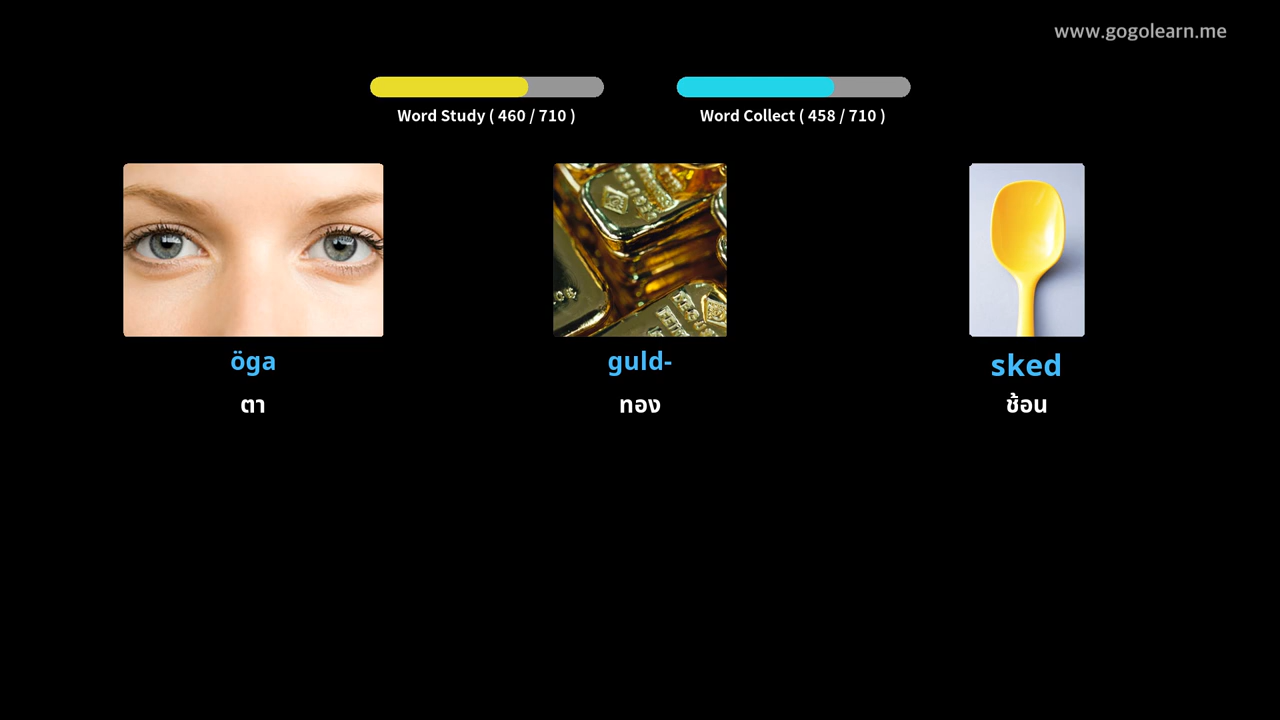 www.gogolearn.me
Word Study ( 460 / 710 )
Word Collect ( 458 / 710 )
öga
guld-
sked
ตา
ทอง
ช้อน